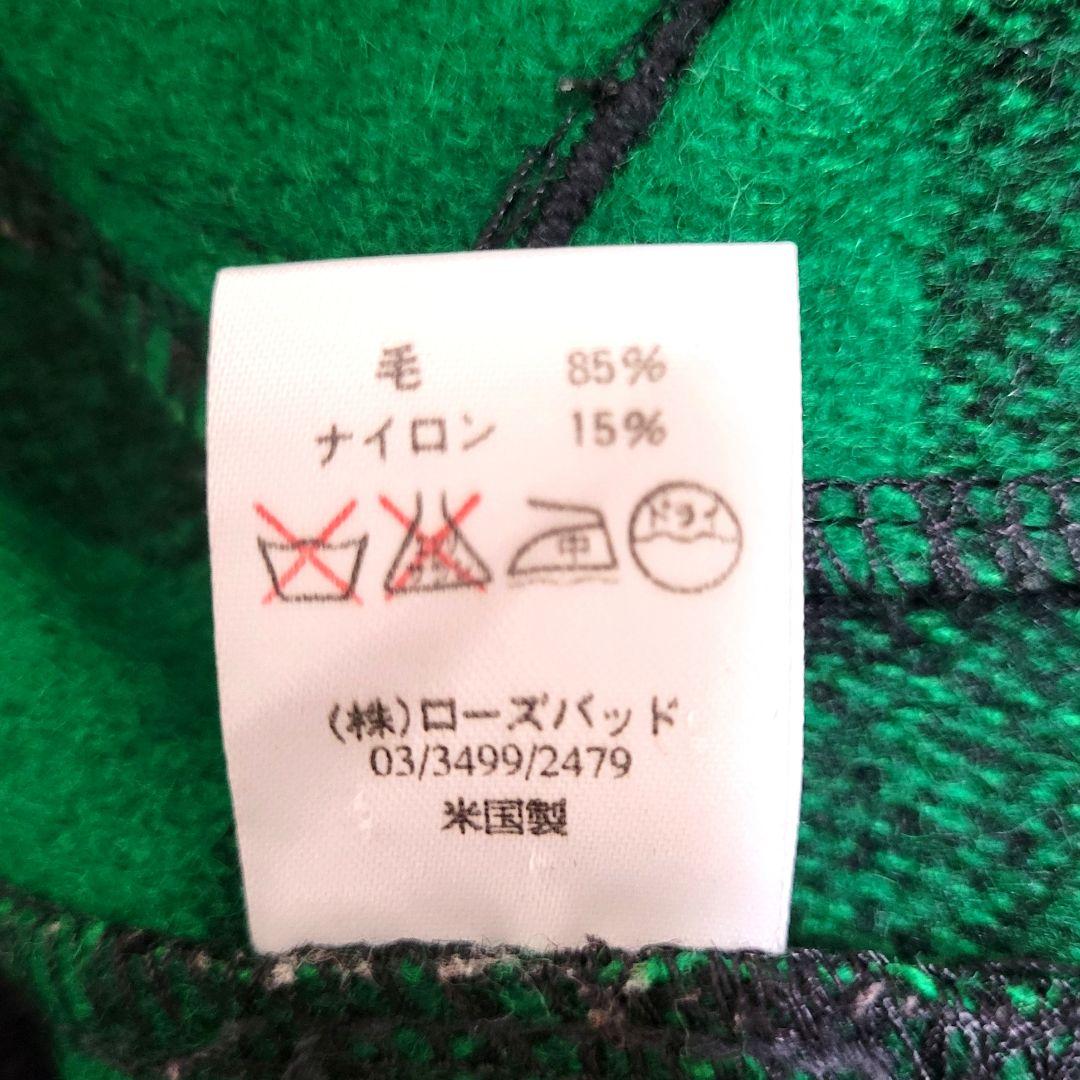 毛 85%
ナイロン 15%
中 ドライ
(株)ローズバッド
03/3499/2479
米国製